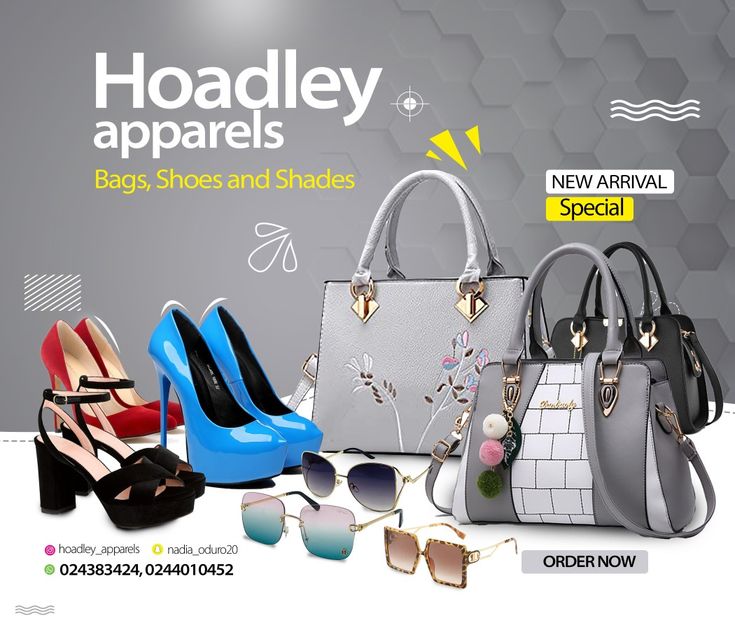 Hoadley
apparels
Bags, Shoes and Shades
NEW ARRIVAL
Special
hoadley_apparels nadia_oduro20
024383424, 0244010452
ORDER NOW